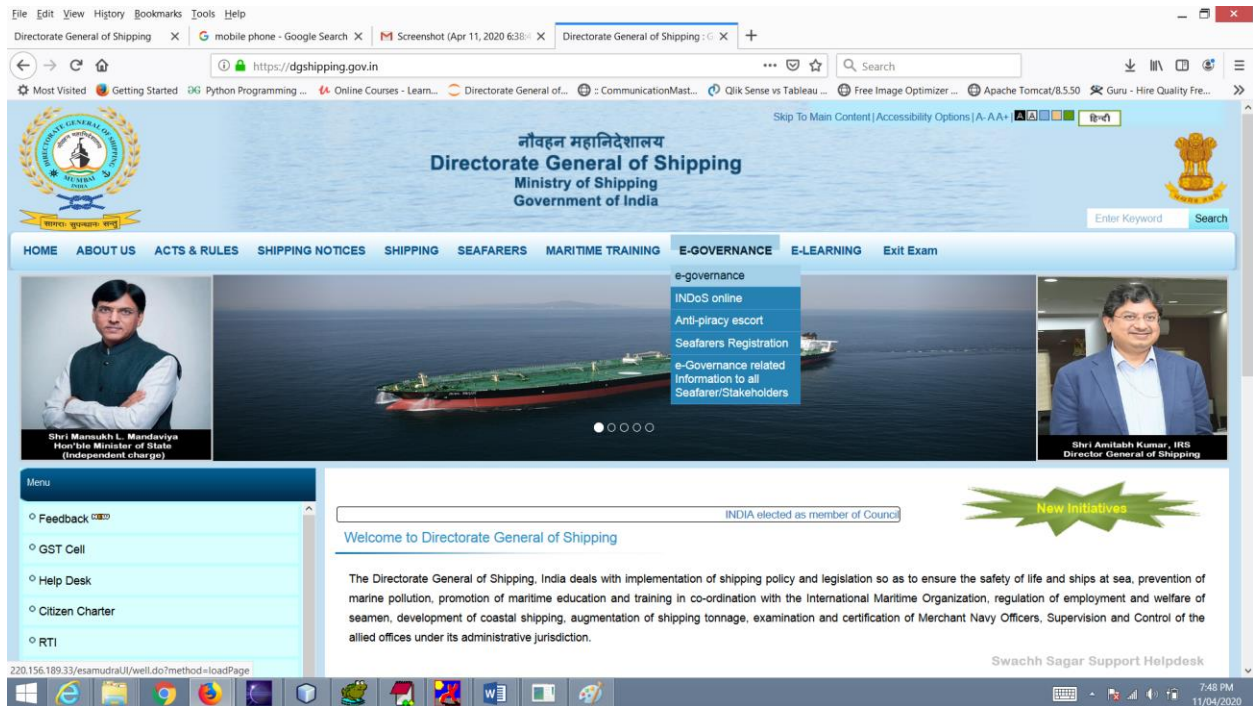 File Edit View History Bookmarks Tools Help
Directorate General of Shipping
mobile phone - Google Search
Screenshot (Apr 11, 2020 6:38:
Directorate General of Shipping : G
https://dgshipping.gov.in
Search
Most Visited Getting Started Python Programming ... Online Courses - Learn... Directorate General of... :: CommunicationMast... Qlik Sense vs Tableau ... Free Image Optimizer ... Apache Tomcat/8.5.50 Guru - Hire Quality Fre...
Skip To Main Content | Accessibility Options | A- A A+ | A A हिन्दी
DIRECTORATE GENERAL OF SHIPPING
MUMBAI
INDIA
नौवहन महानिदेशालय
Directorate General of Shipping
Ministry of Shipping
Government of India
Enter Keyword Search
HOME ABOUT US ACTS & RULES SHIPPING NOTICES SHIPPING SEAFARERS MARITIME TRAINING E-GOVERNANCE E-LEARNING Exit Exam
e-governance
INDoS online
Anti-piracy escort
Seafarers Registration
e-Governance related
Information to all
Seafarer/Stakeholders
Shri Mansukh L. Mandaviya
Hon'ble Minister of State
(Independent charge)
Shri Amitabh Kumar, IRS
Director General of Shipping
Menu
Feedback
GST Cell
Help Desk
Citizen Charter
RTI
New Initiatives
INDIA elected as member of Council
Welcome to Directorate General of Shipping
The Directorate General of Shipping, India deals with implementation of shipping policy and legislation so as to ensure the safety of life and ships at sea, prevention of
marine pollution, promotion of maritime education and training in co-ordination with the International Maritime Organization, regulation of employment and welfare of
seamen, development of coastal shipping, augmentation of shipping tonnage, examination and certification of Merchant Navy Officers, Supervision and Control of the
allied offices under its administrative jurisdiction.
Swachh Sagar Support Helpdesk
220.156.189.33/esamudraUI/well.do?method=loadPage
7:48 PM
11/04/2020